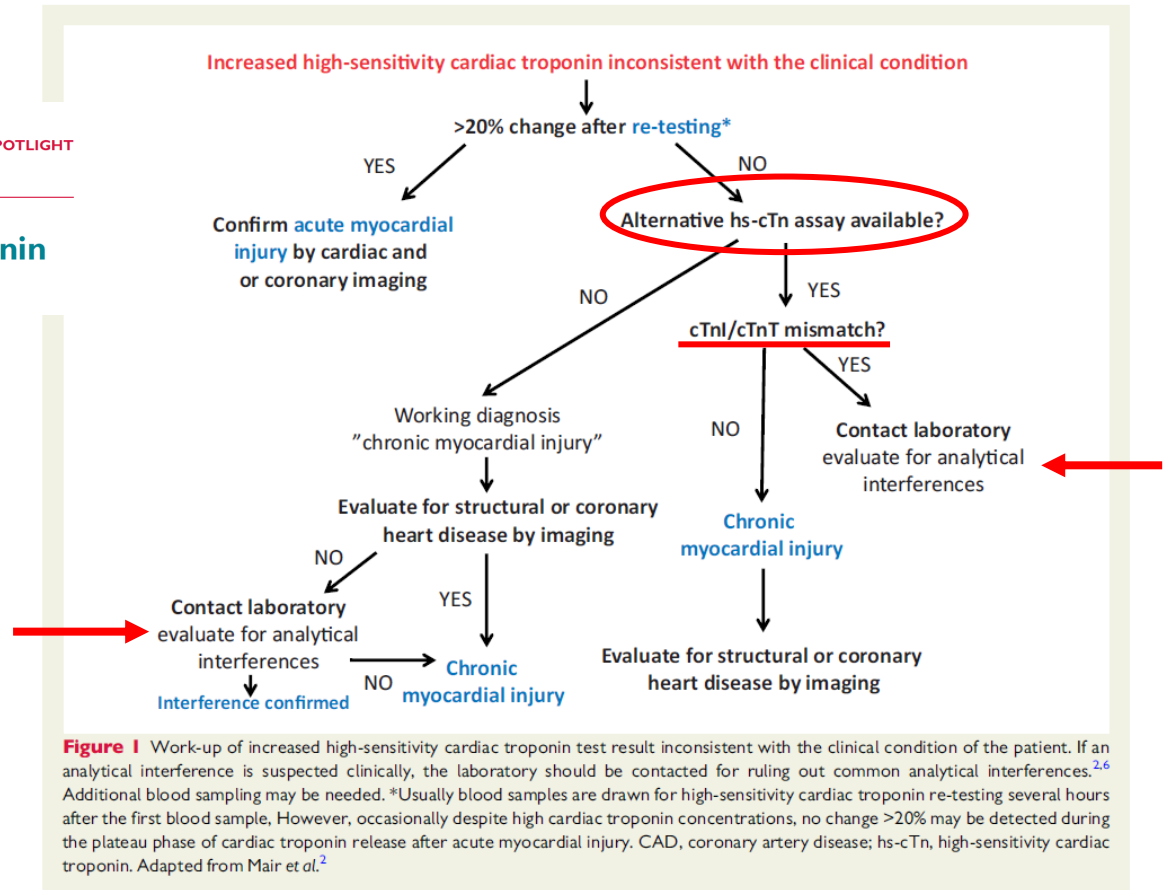 Increased high-sensitivity cardiac troponin inconsistent with the clinical condition
>20% change after re-testing*
POTLIGHT
YES
NO
Confirm acute myocardial
injury by cardiac and
or coronary imaging
Alternative hs-cTn assay available?
nin
NO
YES
cTnI/cTnT mismatch?
YES
Working diagnosis
”chronic myocardial injury”
NO
Contact laboratory
evaluate for analytical
interferences
Evaluate for structural or coronary
heart disease by imaging
Chronic
myocardial injury
NO
YES
Contact laboratory
evaluate for analytical
interferences
NO
Interference confirmed
Chronic
myocardial injury
Evaluate for structural or coronary
heart disease by imaging
Figure 1 Work-up of increased high-sensitivity cardiac troponin test result inconsistent with the clinical condition of the patient. If an
analytical interference is suspected clinically, the laboratory should be contacted for ruling out common analytical interferences.2,6
Additional blood sampling may be needed. *Usually blood samples are drawn for high-sensitivity cardiac troponin re-testing several hours
after the first blood sample, However, occasionally despite high cardiac troponin concentrations, no change >20% may be detected during
the plateau phase of cardiac troponin release after acute myocardial injury. CAD, coronary artery disease; hs-cTn, high-sensitivity cardiac
troponin. Adapted from Mair et al.2